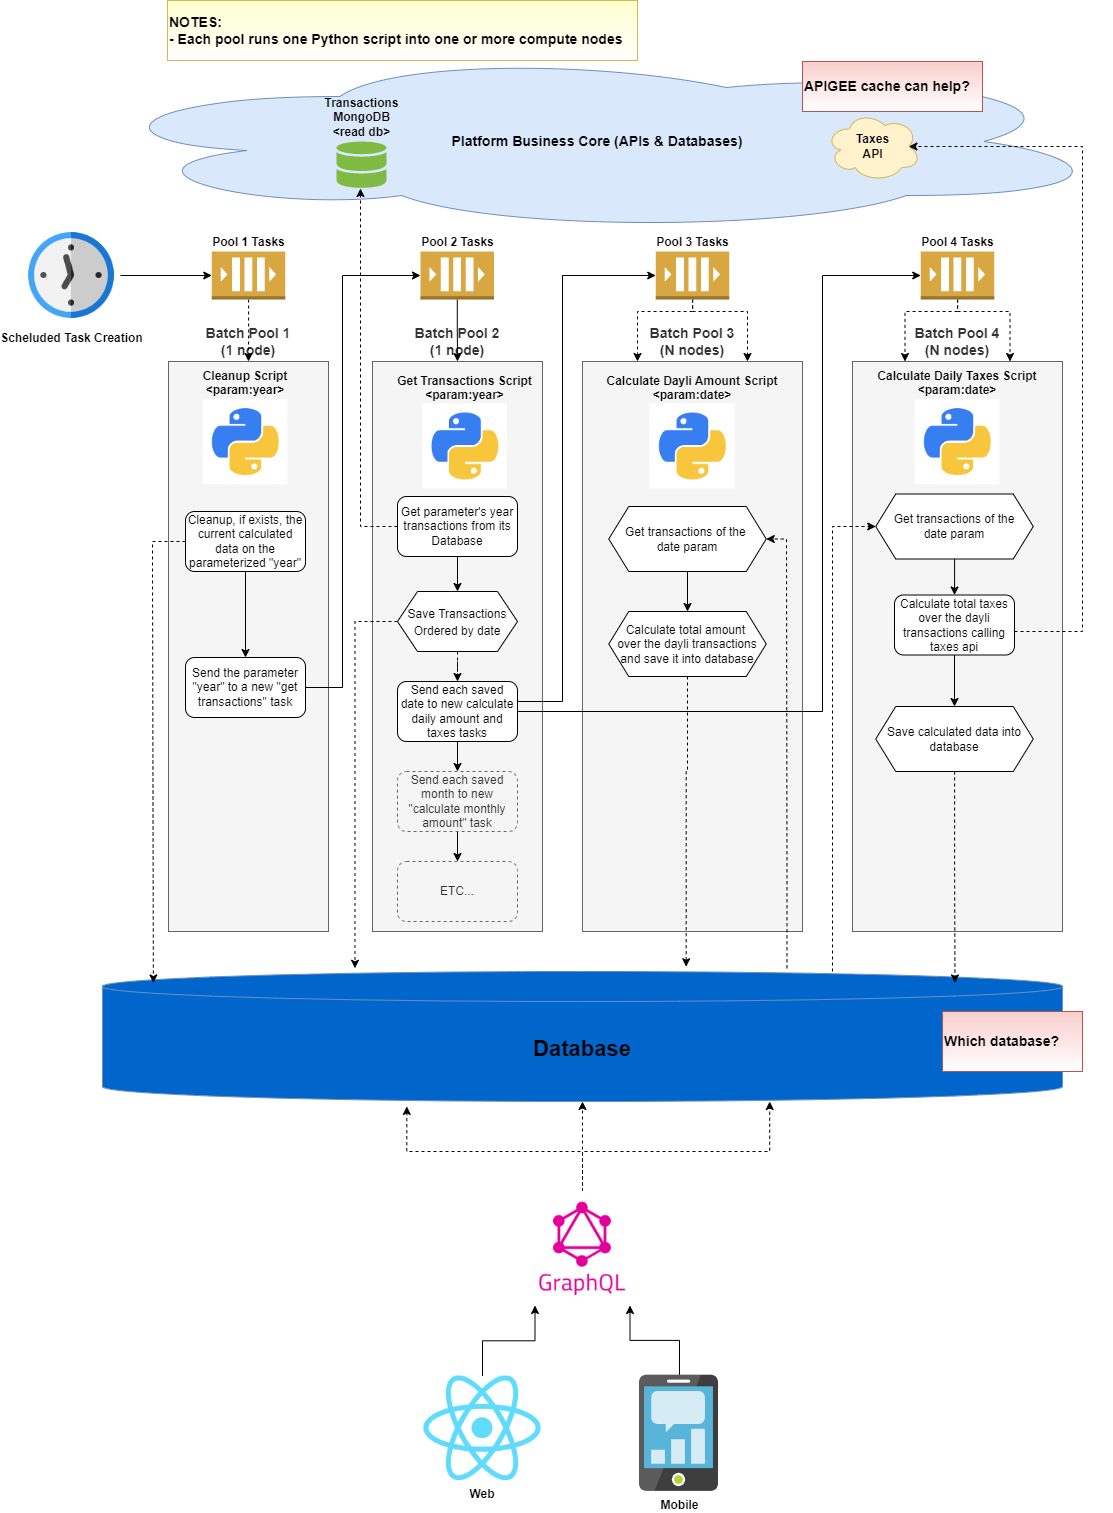 NOTES:
- Each pool runs one Python script into one or more compute nodes
APIGEE cache can help?
Transactions
MongoDB
<read db>
Platform Business Core (APIs & Databases)
Taxes
API
Pool 1 Tasks
Pool 2 Tasks
Pool 3 Tasks
Pool 4 Tasks
Scheluded Task Creation
Batch Pool 1
(1 node)
Batch Pool 2
(1 node)
Batch Pool 3
(N nodes)
Batch Pool 4
(N nodes)
Cleanup Script
<param:year>
Get Transactions Script
<param:year>
Calculate Dayli Amount Script
<param:date>
Calculate Daily Taxes Script
<param:date>
Cleanup, if exists, the
current calculated
data on the
parameterized "year"
Send the parameter
"year" to a new "get
transactions" task
Get parameter's year
transactions from its
Database
Save Transactions
Ordered by date
Send each saved
date to new calculate
daily amount and
taxes tasks
Send each saved
month to new
"calculate monthly
amount" task
ETC...
Get transactions of the
date param
Calculate total amount
over the dayli transactions
and save it into database
Get transactions of the
date param
Calculate total taxes
over the dayli
transactions calling
taxes api
Save calculated data into
database
Database
Which database?
GraphQL
Web
Mobile